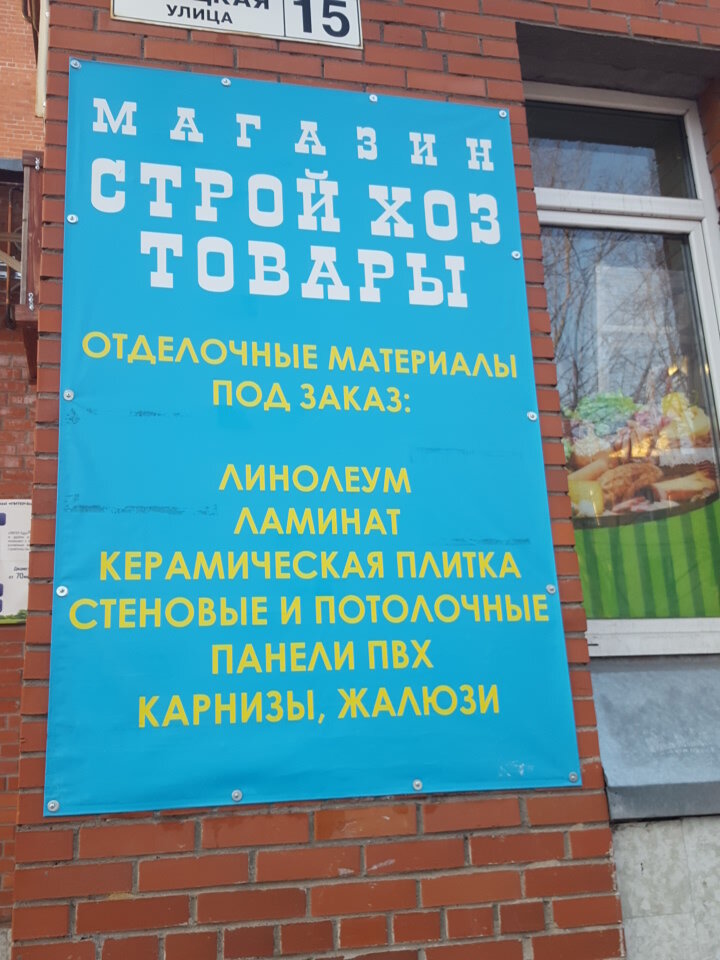 УЛИЦА
15
МАГАЗИН
СТРОЙ ХОЗ
ТОВАРЫ
ОТДЕЛОЧНЫЕ МАТЕРИАЛЫ
ПОД ЗАКАЗ:
ЛИНОЛЕУМ
ЛАМИНАТ
КЕРАМИЧЕСКАЯ ПЛИТКА
СТЕНОВЫЕ И ПОТОЛОЧНЫЕ
ПАНЕЛИ ПВХ
КАРНИЗЫ, ЖАЛЮЗИ